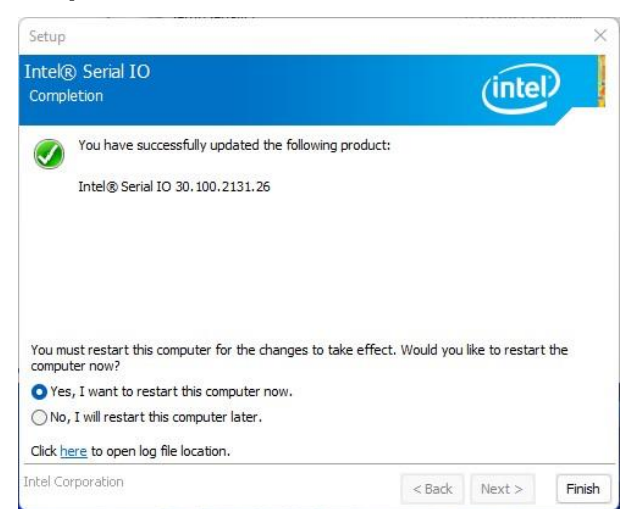 Setup
Intel® Serial IO
Completion
intel
You have successfully updated the following product:
Intel® Serial IO 30.100.2131.26
You must restart this computer for the changes to take effect. Would you like to restart the
computer now?
Yes, I want to restart this computer now.
No, I will restart this computer later.
Click here to open log file location.
Intel Corporation
< Back Next > Finish